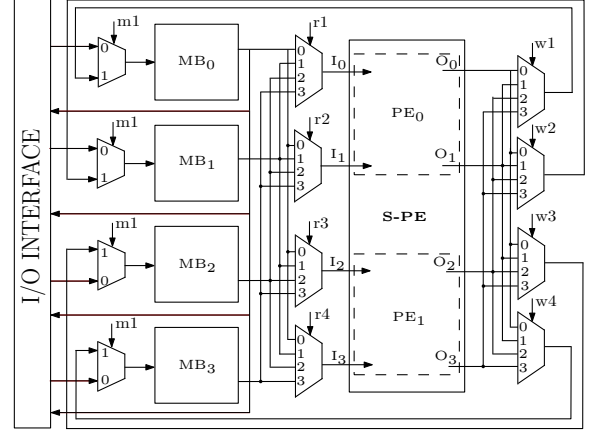 I/O INTERFACE
m1
0
1
MB0
r1
0
1
2
3
I0
PE0
O0
w1
0
1
2
3
m1
0
1
MB1
r2
0
1
2
3
I1
O1
w2
0
1
2
3
S-PE
m1
1
0
MB2
r3
0
1
2
3
I2
PE1
O2
w3
0
1
2
3
m1
1
0
MB3
r4
0
1
2
3
I3
O3
w4
0
1
2
3